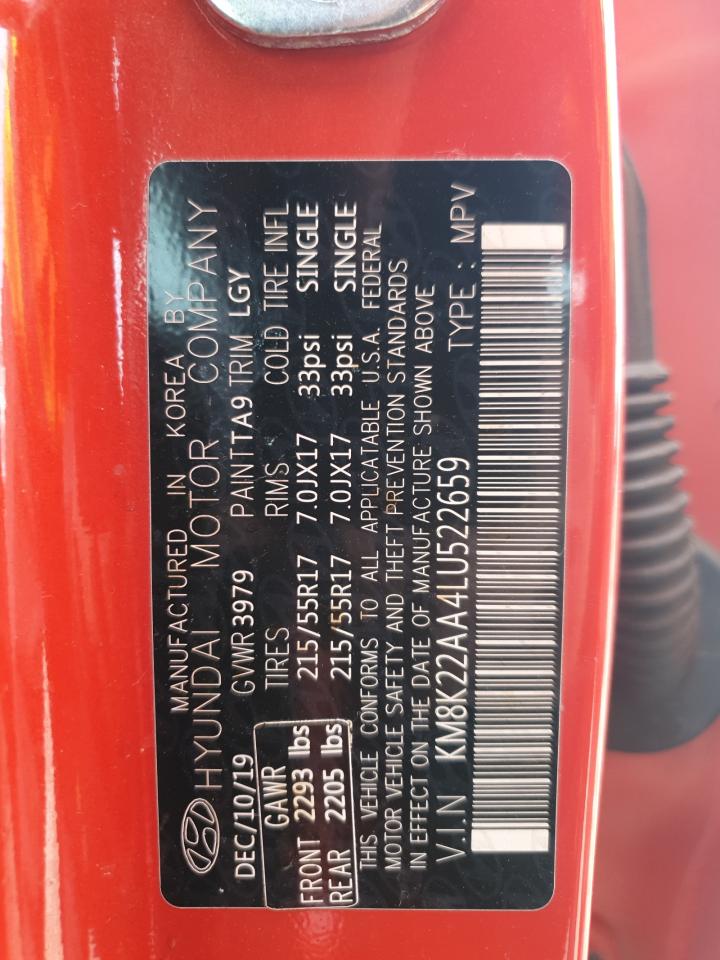 MANUFACTURED IN KOREA BY
HYUNDAI MOTOR COMPANY
DEC/10/19 GVWR 3979 PAINT TA9 TRIM LGY
GAWR TIRES RIMS COLD TIRE INFL
FRONT 2293 lbs 215/55R17 7.0JX17 33psi SINGLE
REAR 2205 lbs 215/55R17 7.0JX17 33psi SINGLE
THIS VEHICLE CONFORMS TO ALL APPLICATABLE U.S.A. FEDERAL
MOTOR VEHICLE SAFETY AND THEFT PREVENTION STANDARDS
IN EFFECT ON THE DATE OF MANUFACTURE SHOWN ABOVE
V.I.N KM8K22AA4LU522659 TYPE : MPV